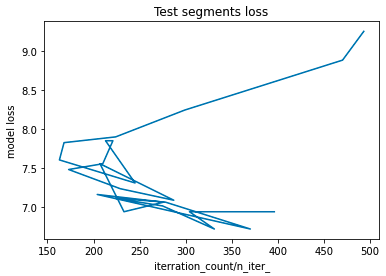 Test segments loss
9.0
8.5
8.0
7.5
7.0
model loss
150 200 250 300 350 400 450 500
iterration_count/n_iter_